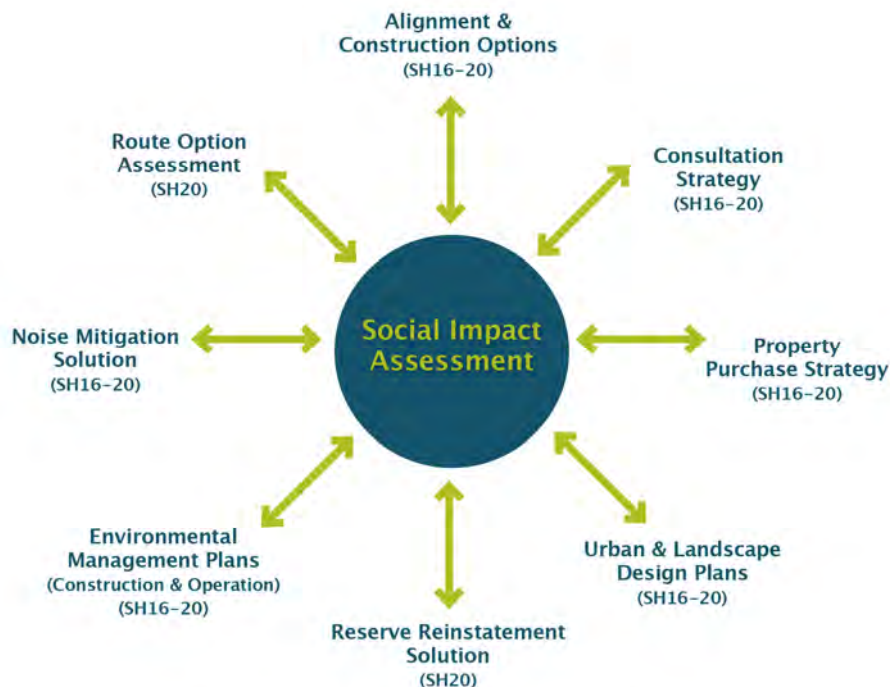 Alignment &
Construction Options
(SH16-20)
Route Option
Assessment
(SH20)
Consultation
Strategy
(SH16-20)
Social Impact
Assessment
Noise Mitigation
Solution
(SH16-20)
Property
Purchase Strategy
(SH16-20)
Environmental
Management Plans
(Construction & Operation)
(SH16-20)
Urban & Landscape
Design Plans
(SH16-20)
Reserve Reinstatement
Solution
(SH20)